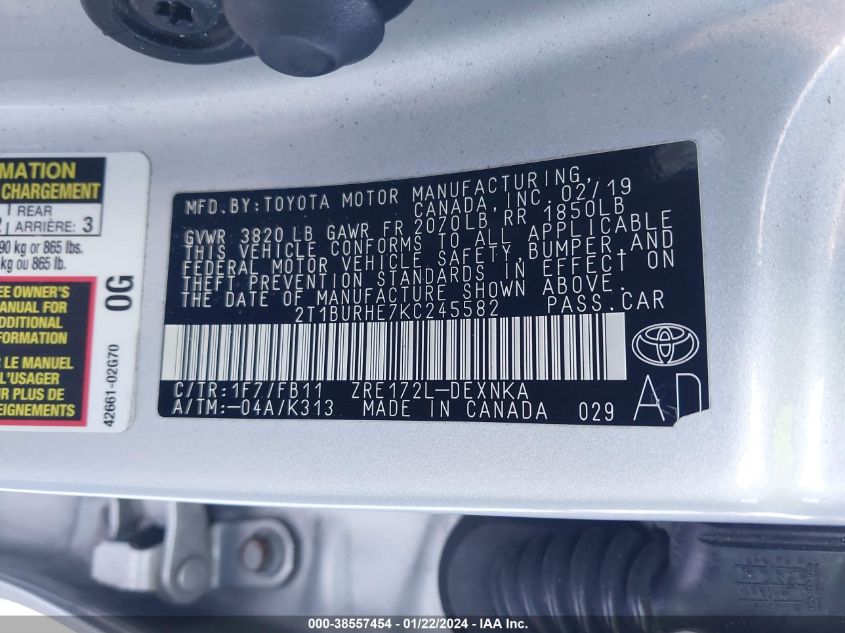 MATION
CHARGEMENT
REAR
ARRIÈRE: 3
90 kg or 865 lbs.
kg ou 865 lb.
EE OWNER'S
ANUAL FOR
ADDITIONAL
FORMATION
R LE MANUEL
L'USAGER
R PLUS DE
SEIGNEMENTS
0G
42661-02G70
MFD.BY:TOYOTA MOTOR MANUFACTURING,
CANADA, INC. 02/19
GVWR 3820 LB GAWR FR 2070LB, RR 1850LB
THIS VEHICLE CONFORMS TO ALL APPLICABLE
FEDERAL MOTOR VEHICLE SAFETY,BUMPER,AND
THEFT PREVENTION STANDARDS IN EFFECT ON
THE DATE OF MANUFACTURE SHOWN ABOVE.
2T1BURHE7KC245582 PASS.CAR
C/TR:1F7/FB11 ZRE172L-DEXNKA
A/TM:-04A/K313 MADE IN CANADA 029
TOYOTA
AD
000-38557454 - 01/22/2024 - IAA Inc.